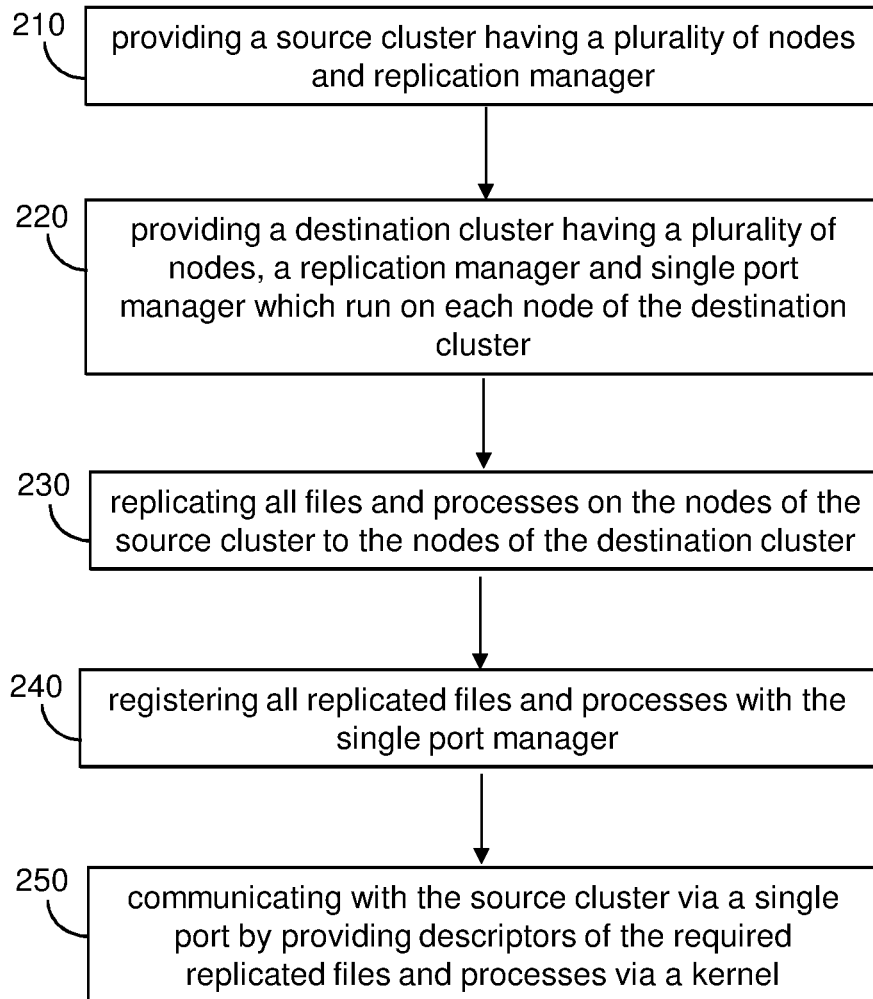 210
providing a source cluster having a plurality of nodes
and replication manager
220
providing a destination cluster having a plurality of
nodes, a replication manager and single port
manager which run on each node of the destination
cluster
230
replicating all files and processes on the nodes of the
source cluster to the nodes of the destination cluster
240
registering all replicated files and processes with the
single port manager
250
communicating with the source cluster via a single
port by providing descriptors of the required
replicated files and processes via a kernel